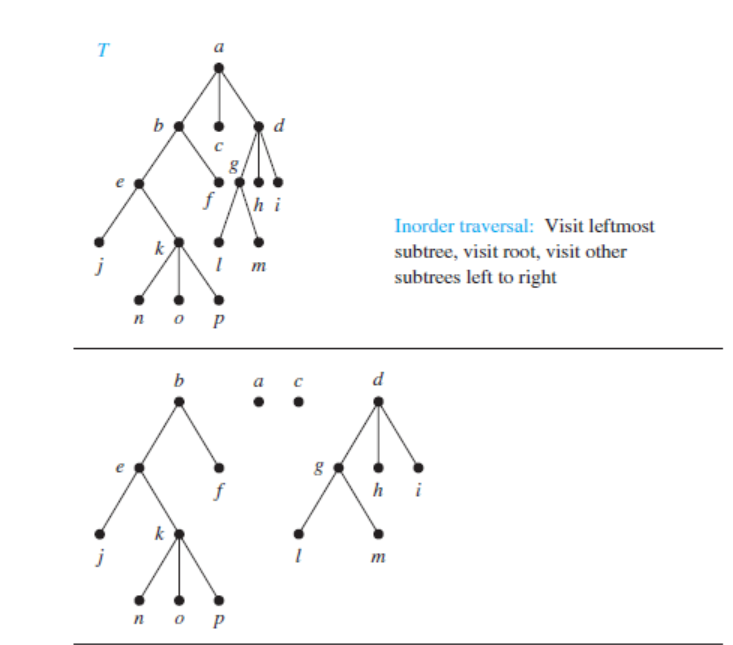 T
a
b
d
c
g
e
f
h i
j
k
l
m
n o p
Inorder traversal: Visit leftmost
subtree, visit root, visit other
subtrees left to right
b a c d
e
f
g
h
i
j
k
l
m
n o p